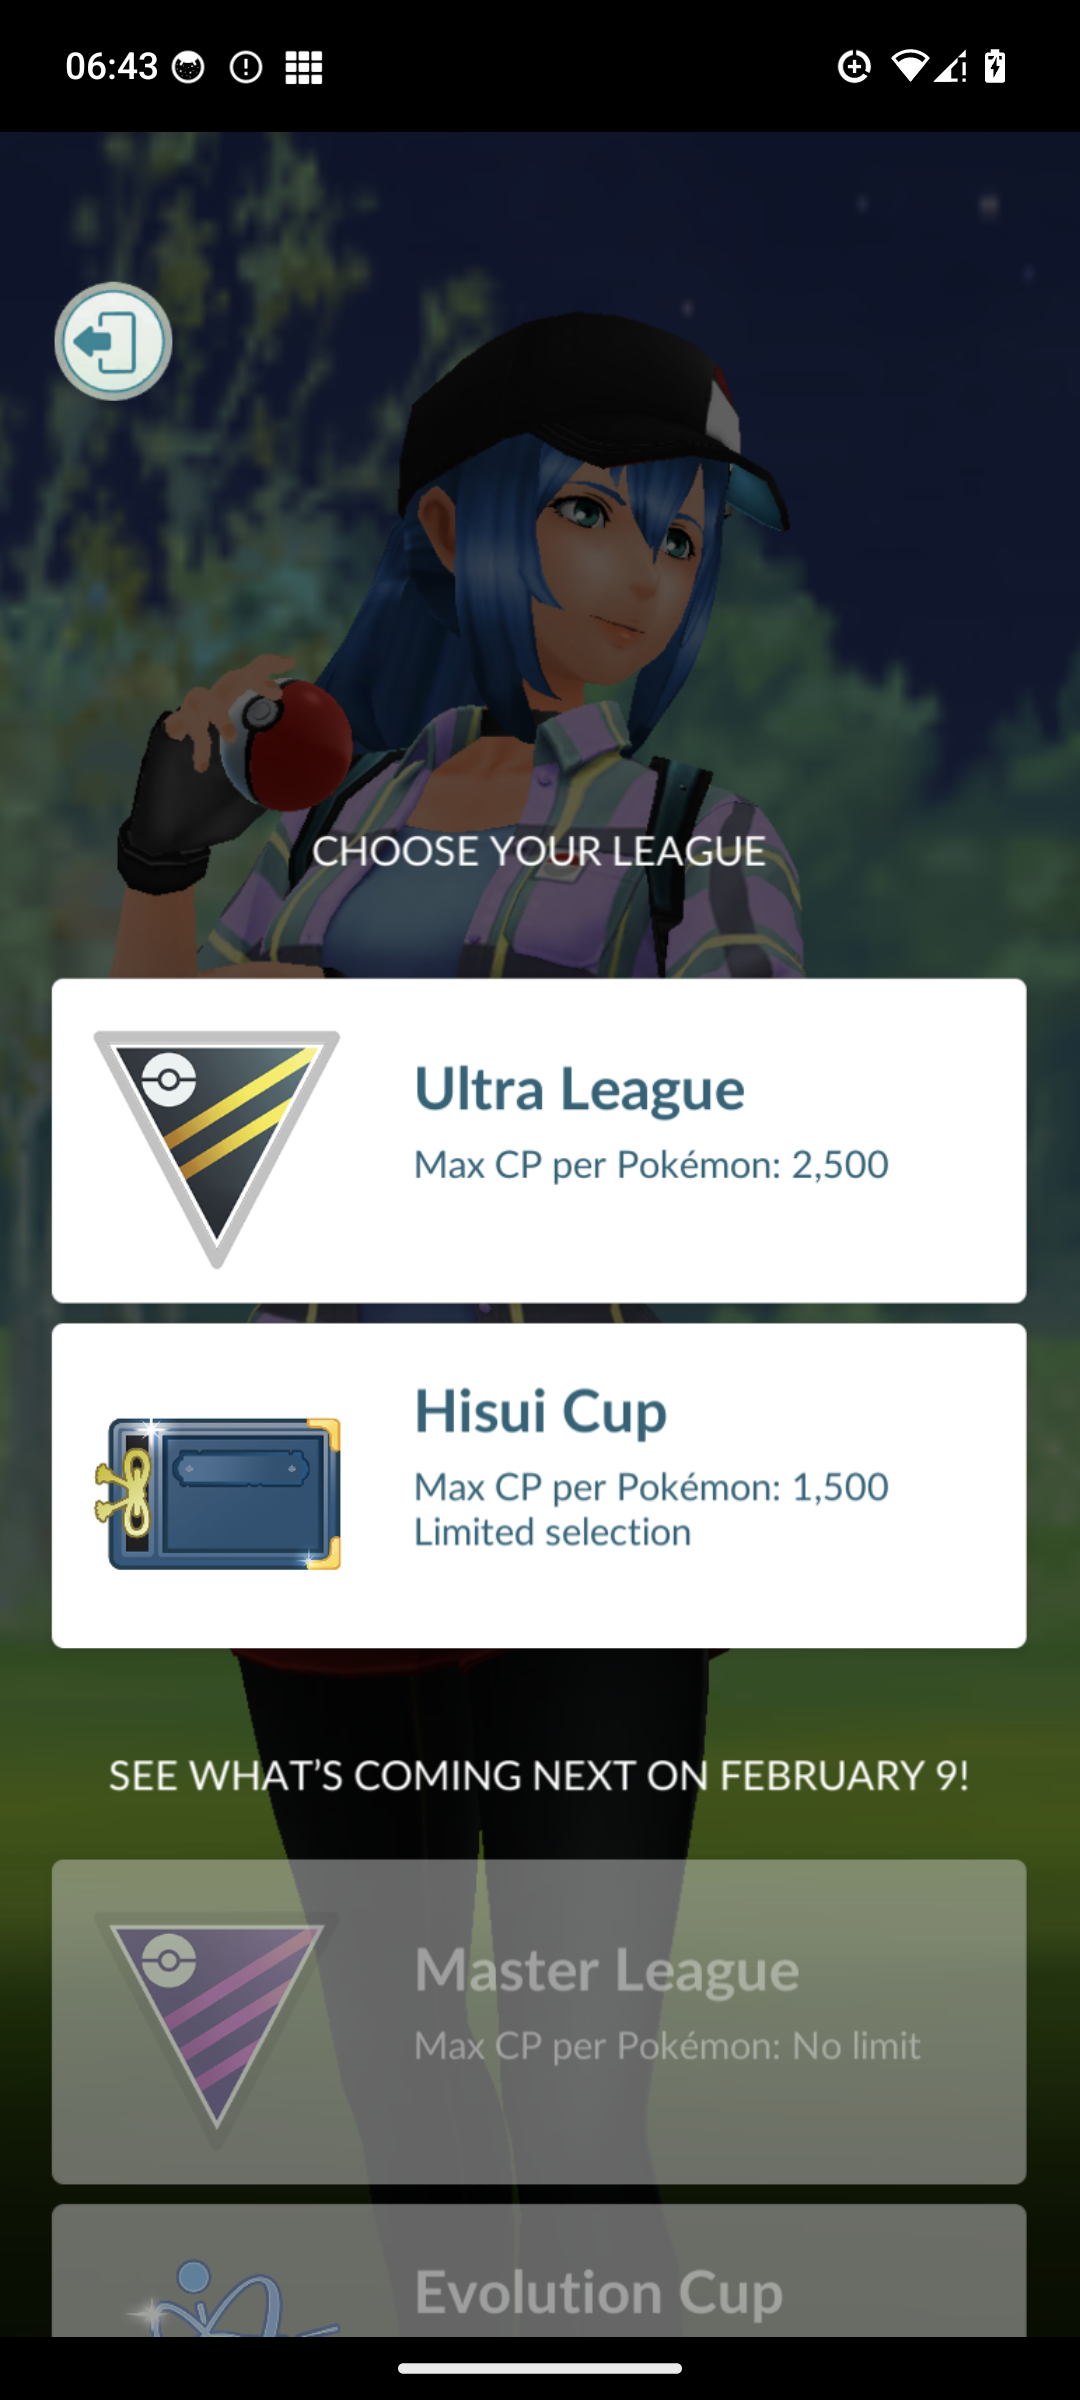 06:43
CHOOSE YOUR LEAGUE
Ultra League
Max CP per Pokémon: 2,500
Hisui Cup
Max CP per Pokémon: 1,500
Limited selection
SEE WHAT’S COMING NEXT ON FEBRUARY 9!
Master League
Max CP per Pokémon: No limit
Evolution Cup